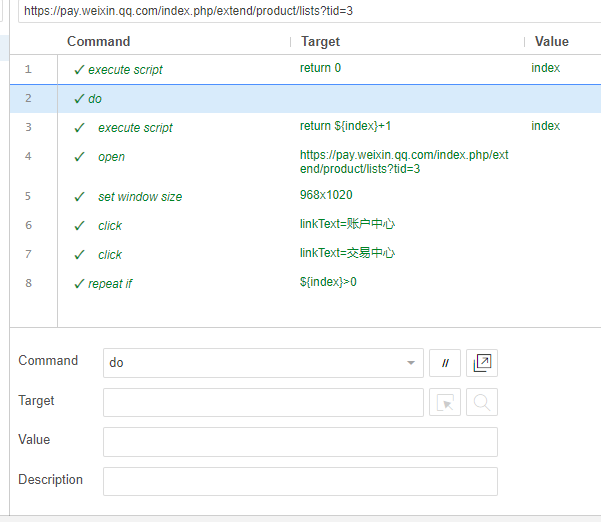 https://pay.weixin.qq.com/index.php/extend/product/lists?tid=3
Command Target Value
1 ✓ execute script return 0 index
2 ✓ do
3 ✓ execute script return ${index}+1 index
4 ✓ open https://pay.weixin.qq.com/index.php/ext
end/product/lists?tid=3
5 ✓ set window size 968x1020
6 ✓ click linkText=账户中心
7 ✓ click linkText=交易中心
8 ✓ repeat if ${index}>0
Command do //
Target
Value
Description